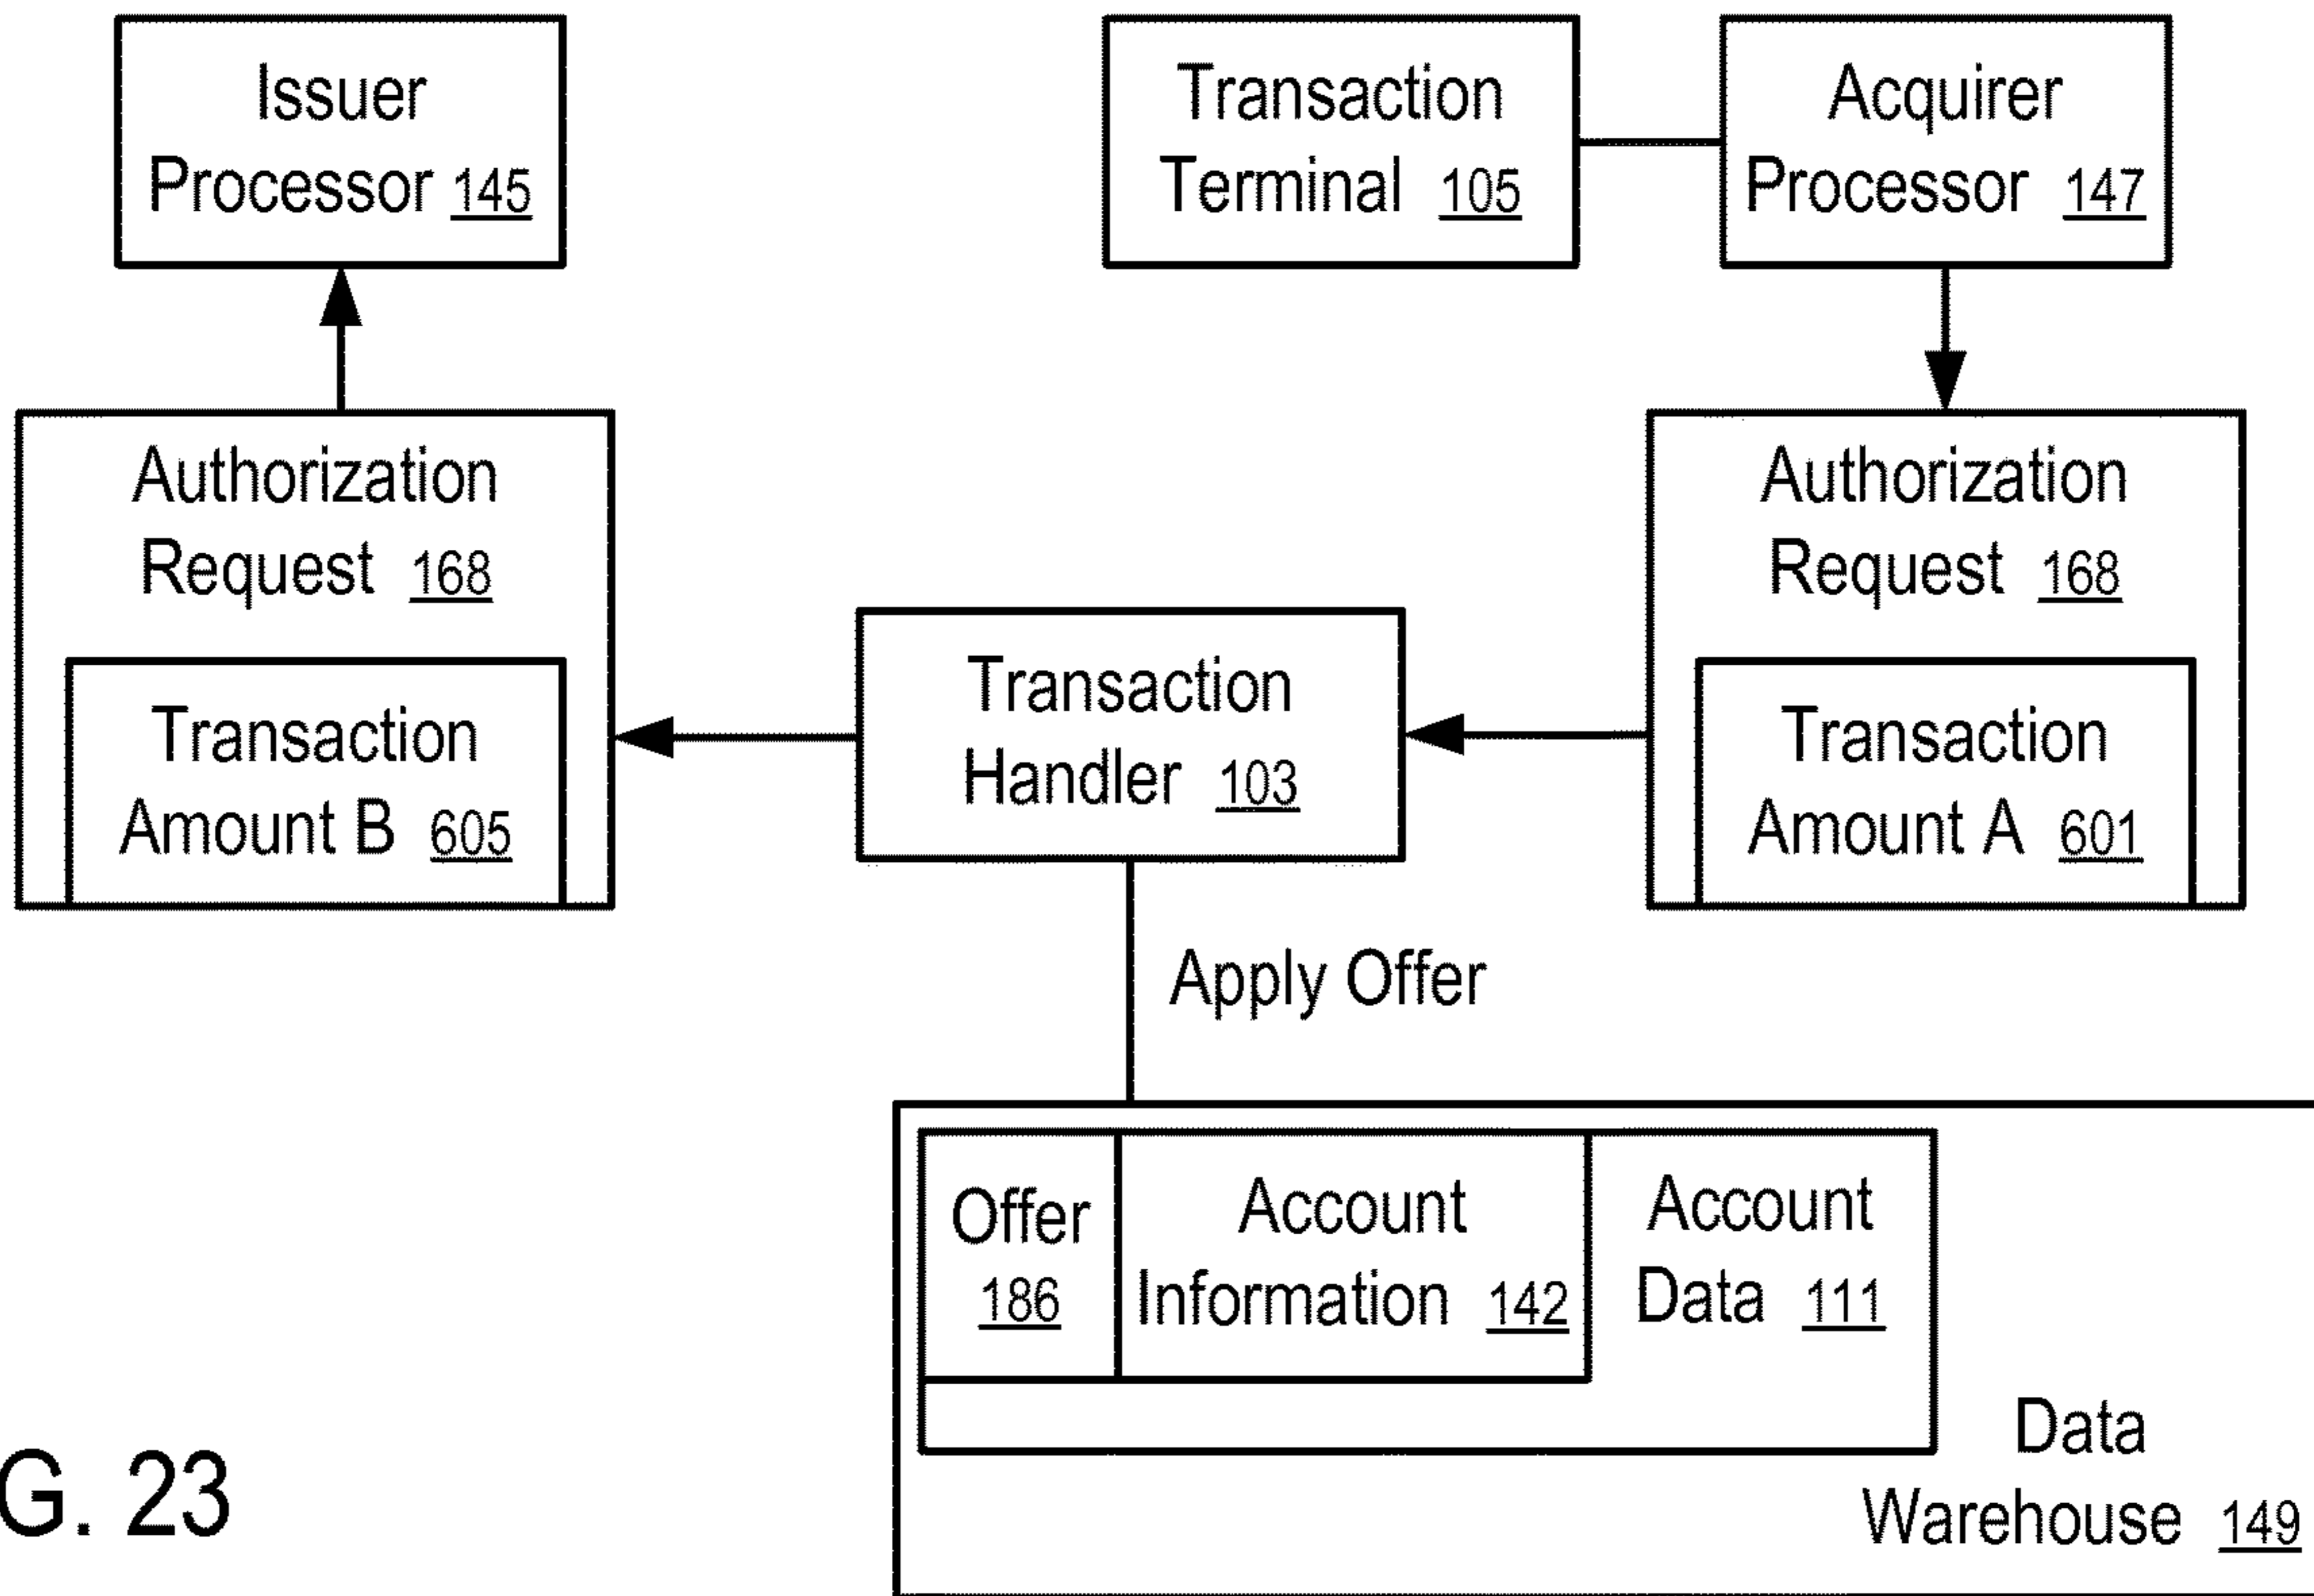 Issuer
Processor 145
Transaction
Terminal 105
Acquirer
Processor 147
Authorization
Request 168
Transaction
Amount B 605
Transaction
Handler 103
Authorization
Request 168
Transaction
Amount A 601
Apply Offer
Offer
186
Account
Information 142
Account
Data 111
Data
Warehouse 149
G. 23